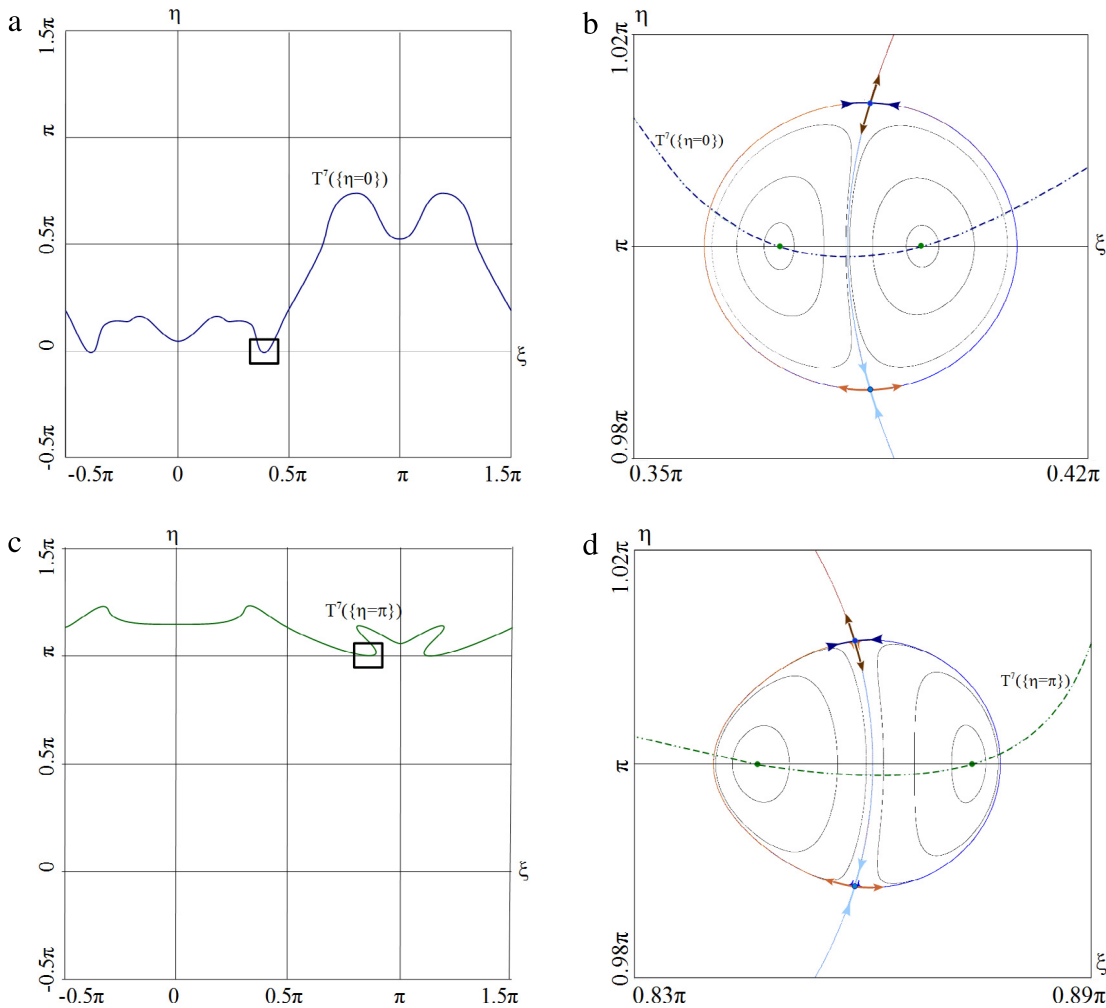 a
η
1.5π
π
T⁷({η=0})
0.5π
0
ξ
-0.5π
-0.5π 0 0.5π π 1.5π
b
η
1.02π
T⁷({η=0})
π
ξ
0.98π
0.35π 0.42π
c
η
1.5π
T⁷({η=π})
π
0.5π
0
ξ
-0.5π
-0.5π 0 0.5π π 1.5π
d
η
1.02π
T⁷({η=π})
π
0.98π
ξ
0.83π 0.89π